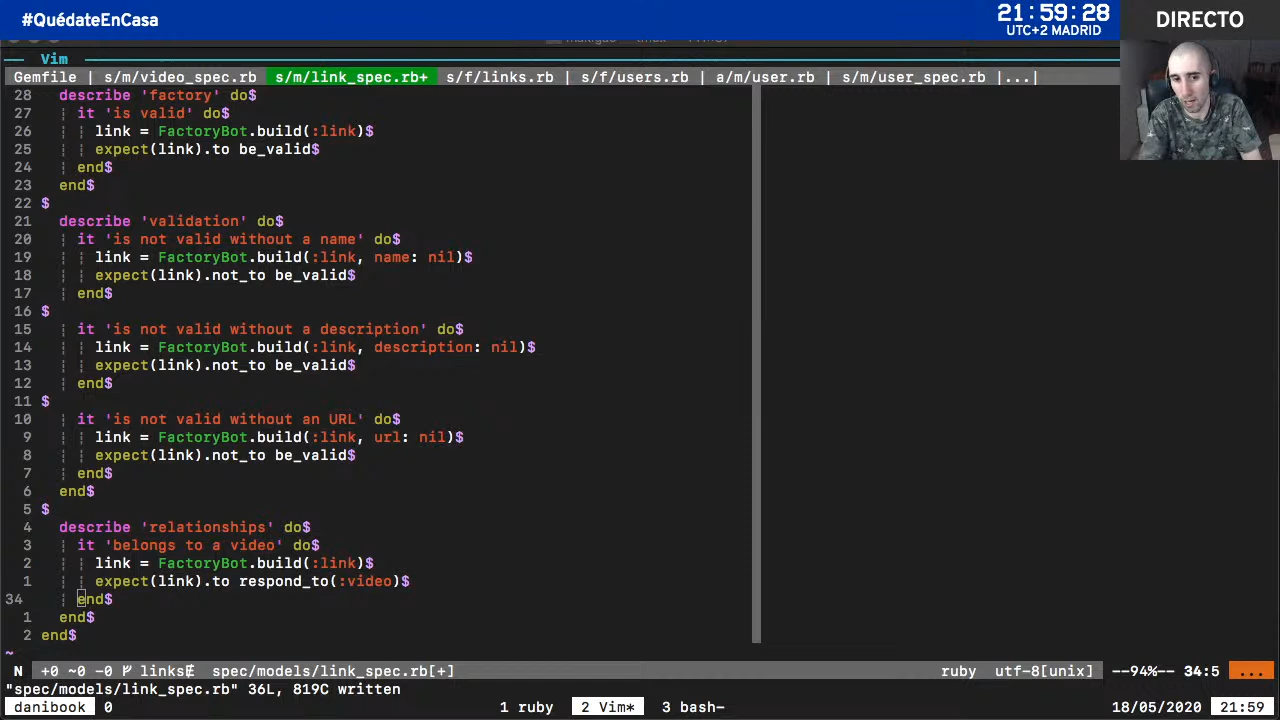 #QuédateEnCasa
21:59:28
UTC+2 MADRID
DIRECTO
Vim
Gemfile | s/m/video_spec.rb s/m/link_spec.rb+ s/f/links.rb | s/f/users.rb | a/m/user.rb | s/m/user_spec.rb |...|
28 describe 'factory' do$
27 it 'is valid' do$
26 link = FactoryBot.build(:link)$
25 expect(link).to be_valid$
24 end$
23 end$
22 $
21 describe 'validation' do$
20 it 'is not valid without a name' do$
19 link = FactoryBot.build(:link, name: nil)$
18 expect(link).not_to be_valid$
17 end$
16 $
15 it 'is not valid without a description' do$
14 link = FactoryBot.build(:link, description: nil)$
13 expect(link).not_to be_valid$
12 end$
11 $
10 it 'is not valid without an URL' do$
9 link = FactoryBot.build(:link, url: nil)$
8 expect(link).not_to be_valid$
7 end$
6 end$
5 $
4 describe 'relationships' do$
3 it 'belongs to a video' do$
2 link = FactoryBot.build(:link)$
1 expect(link).to respond_to(:video)$
34 end$
1 end$
2 end$
~
N +0 ~0 -0 links spec/models/link_spec.rb[+] ruby utf-8[unix] --94%-- 34:5 ...
"spec/models/link_spec.rb" 36L, 819C written
danibook 0 1 ruby 2 Vim* 3 bash- 18/05/2020 21:59